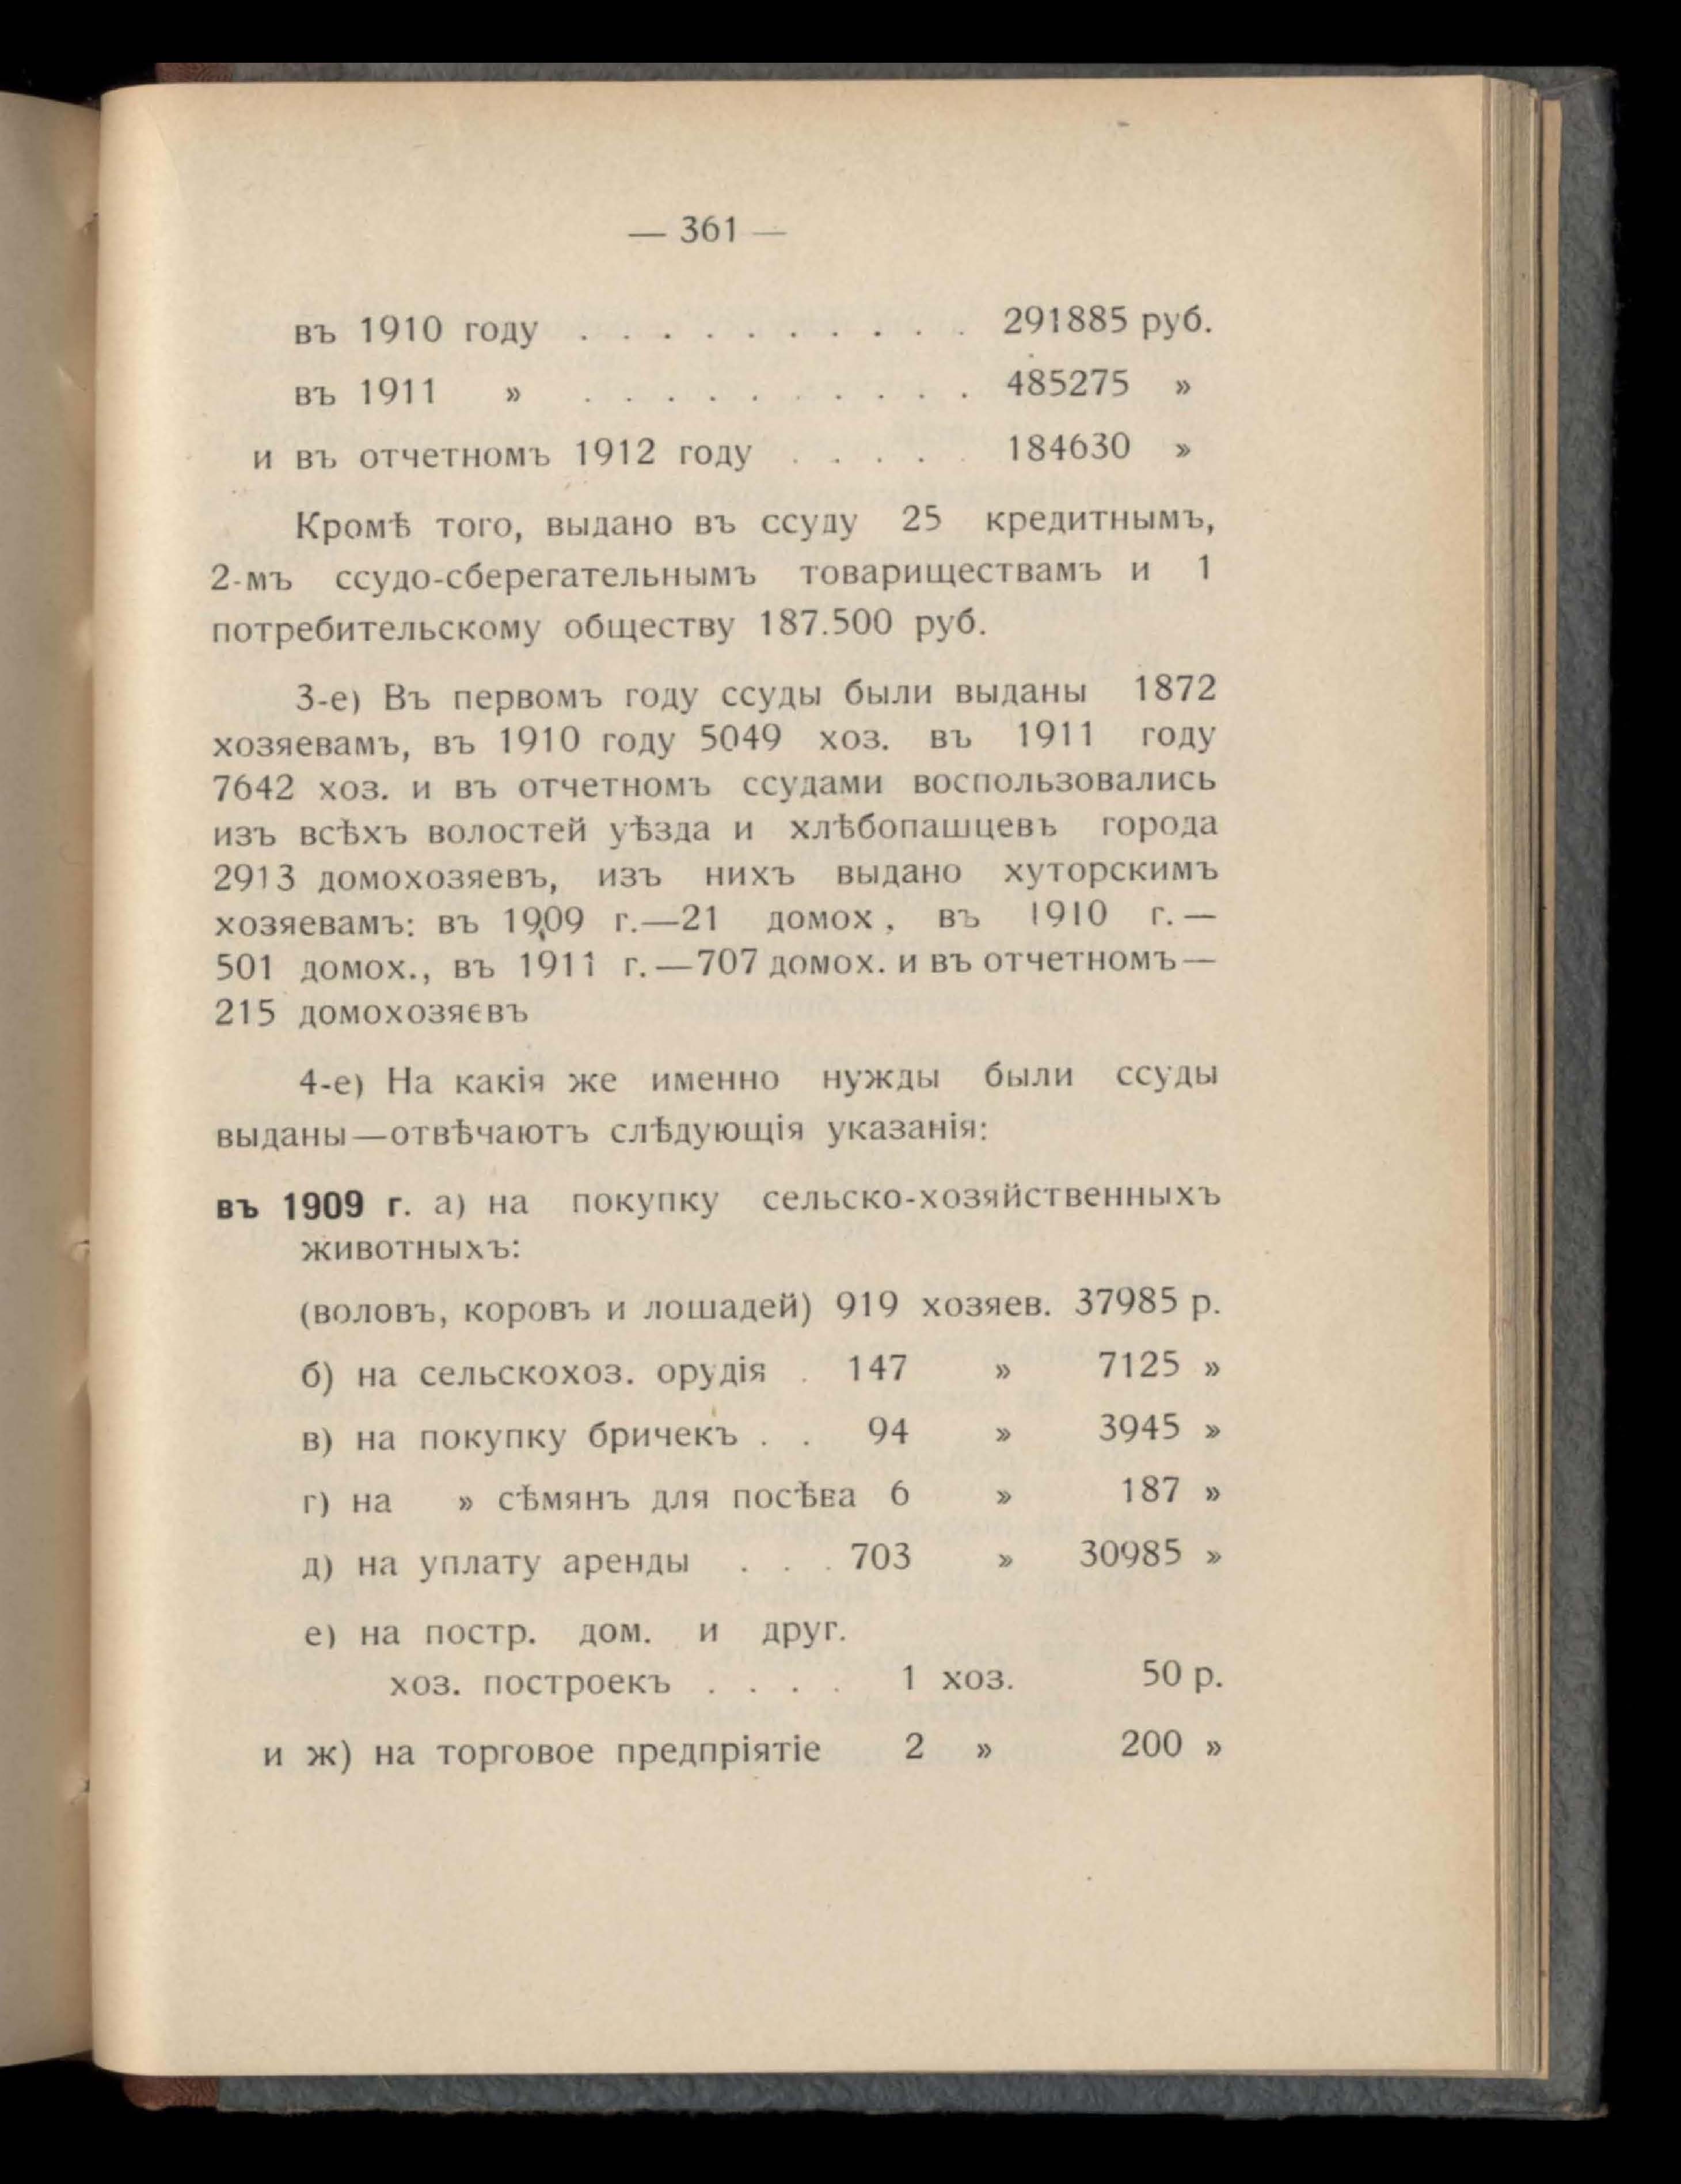 — 361 —
въ 1910 году . . . . . . . . . . 291885 руб.
въ 1911 » . . . . . . . . . . 485275 »
и въ отчетномъ 1912 году . . . . . 184630 »
Кромѣ того, выдано въ ссуду 25 кредитнымъ,
2-мъ ссудо-сберегательнымъ товариществамъ и 1
потребительскому обществу 187.500 руб.
3-е) Въ первомъ году ссуды были выданы 1872
хозяевамъ, въ 1910 году 5049 хоз. въ 1911 году
7642 хоз. и въ отчетномъ ссудами воспользовались
изъ всѣхъ волостей уѣзда и хлѣбопашцевъ города
2913 домохозяевъ, изъ нихъ выдано хуторскимъ
хозяевамъ: въ 1909 г.—21 домох, въ 1910 г.—
501 домох., въ 1911 г.—707 домох. и въ отчетномъ—
215 домохозяевъ
4-е) На какія же именно нужды были ссуды
выданы—отвѣчаютъ слѣдующія указанія:
въ 1909 г. а) на покупку сельско-хозяйственныхъ
животныхъ:
(воловъ, коровъ и лошадей) 919 хозяев. 37985 р.
б) на сельскохоз. орудія . 147 » 7125 »
в) на покупку бричекъ . . 94 » 3945 »
г) на » сѣмянъ для посѣва 6 » 187 »
д) на уплату аренды . . . 703 » 30985 »
е) на постр. дом. и друг.
хоз. построекъ . . . . 1 хоз. 50 р.
и ж) на торговое предпріятіе 2 » 200 »